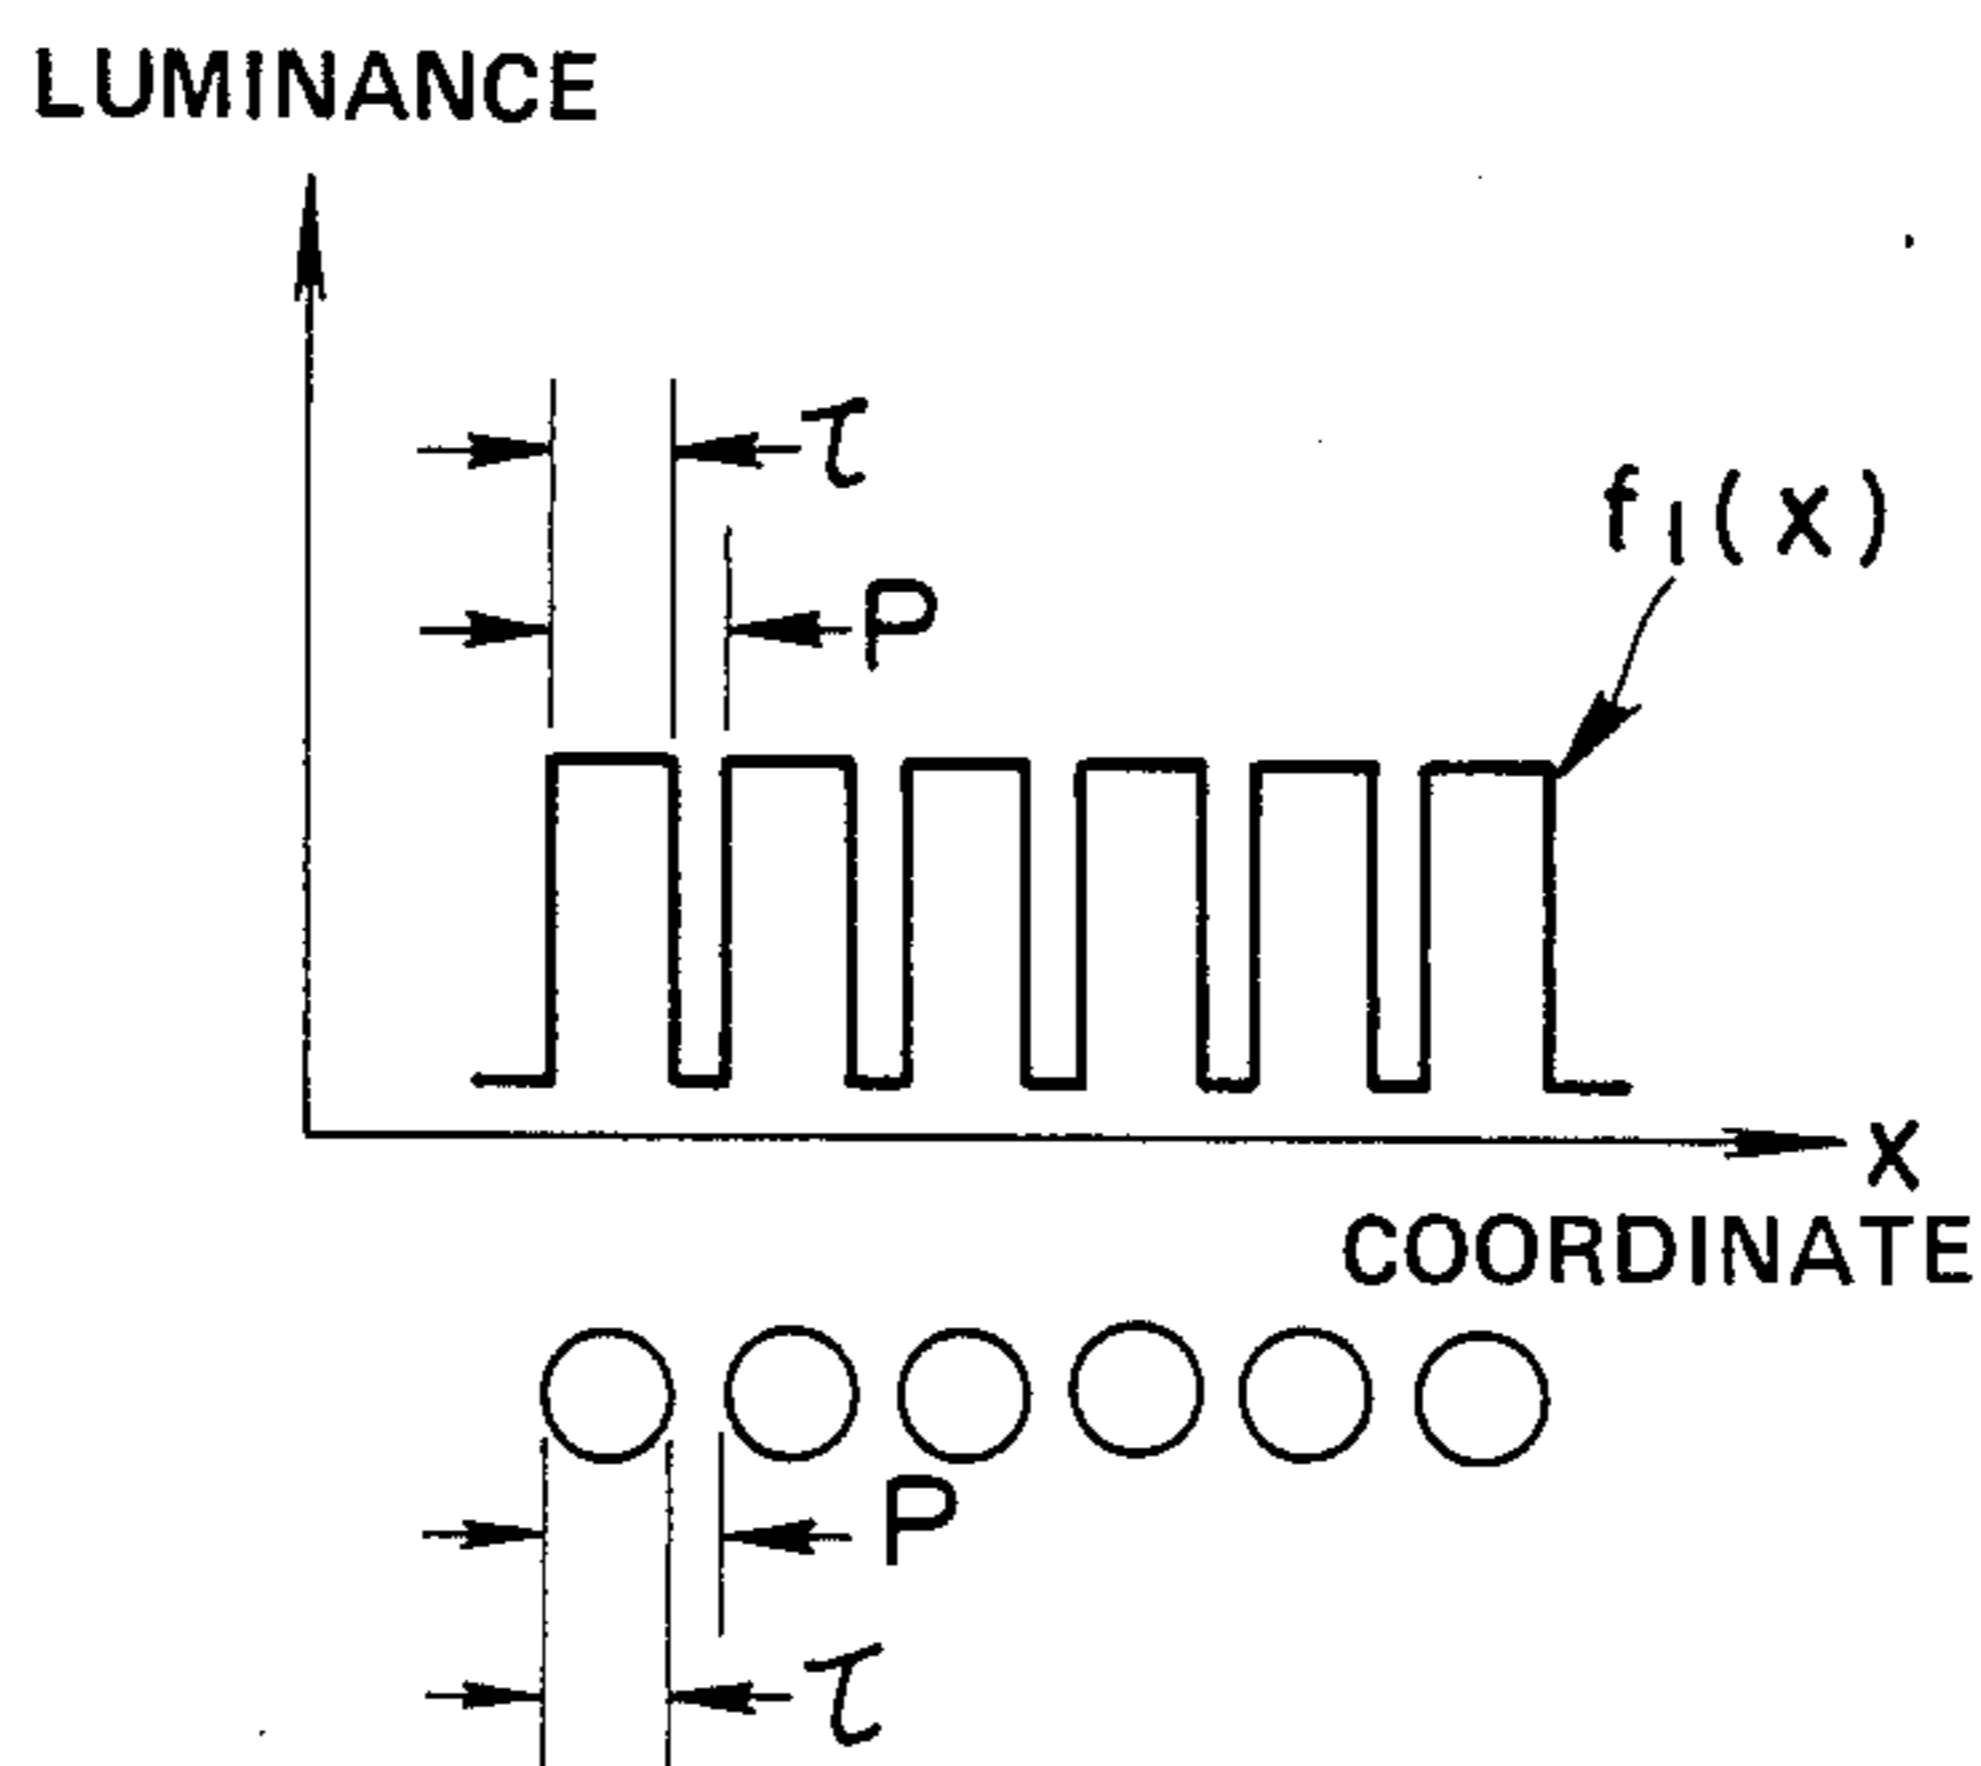 LUMINANCE
τ
P
f1(x)
x
COORDINATE
P
τ